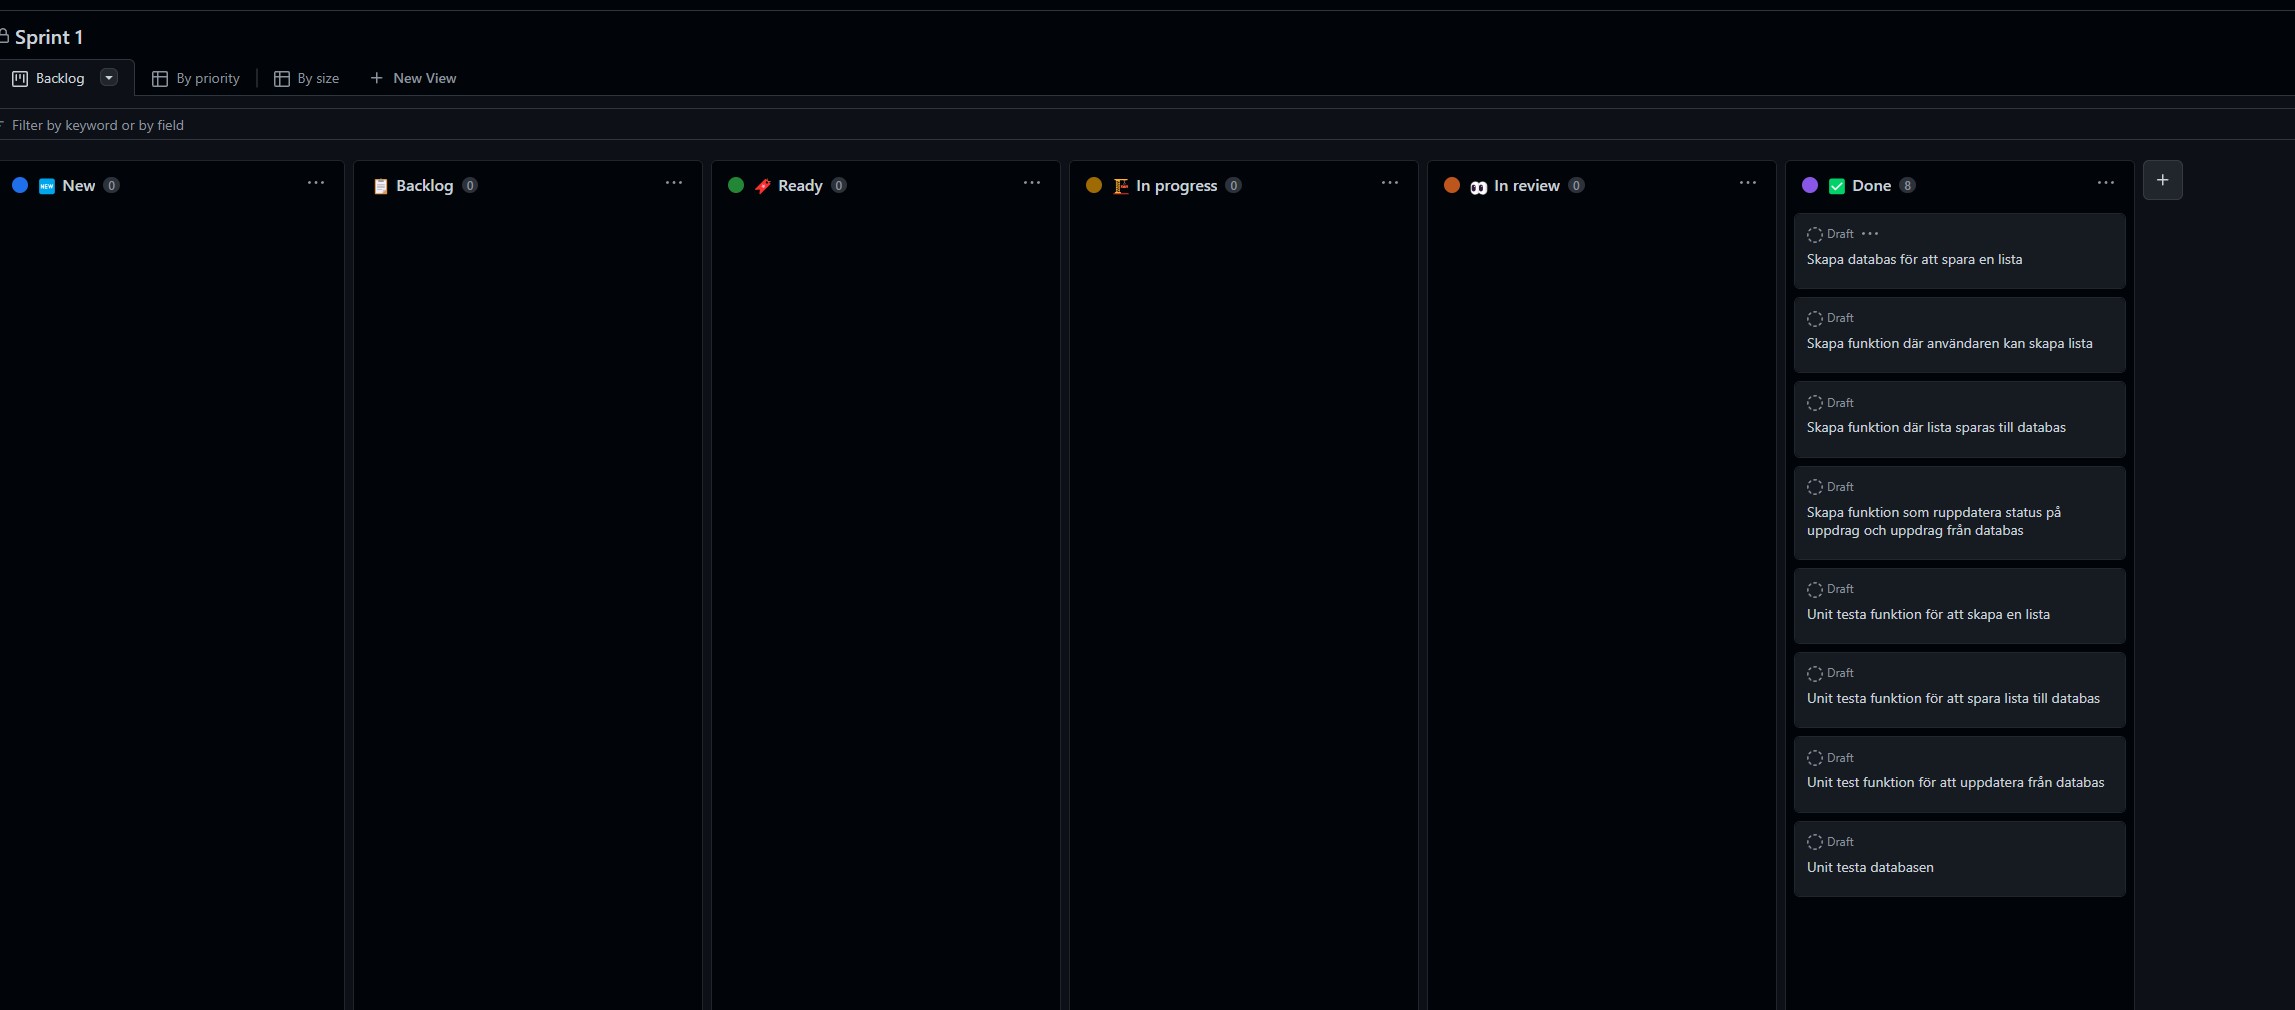 Sprint 1
Backlog By priority By size New View
Filter by keyword or by field
NEW New 0
Backlog 0
Ready 0
In progress 0
In review 0
Done 8
Draft
Skapa databas för att spara en lista
Draft
Skapa funktion där användaren kan skapa lista
Draft
Skapa funktion där lista sparas till databas
Draft
Skapa funktion som ruppdatera status på
uppdrag och uppdrag från databas
Draft
Unit testa funktion för att skapa en lista
Draft
Unit testa funktion för att spara lista till databas
Draft
Unit test funktion för att uppdatera från databas
Draft
Unit testa databasen